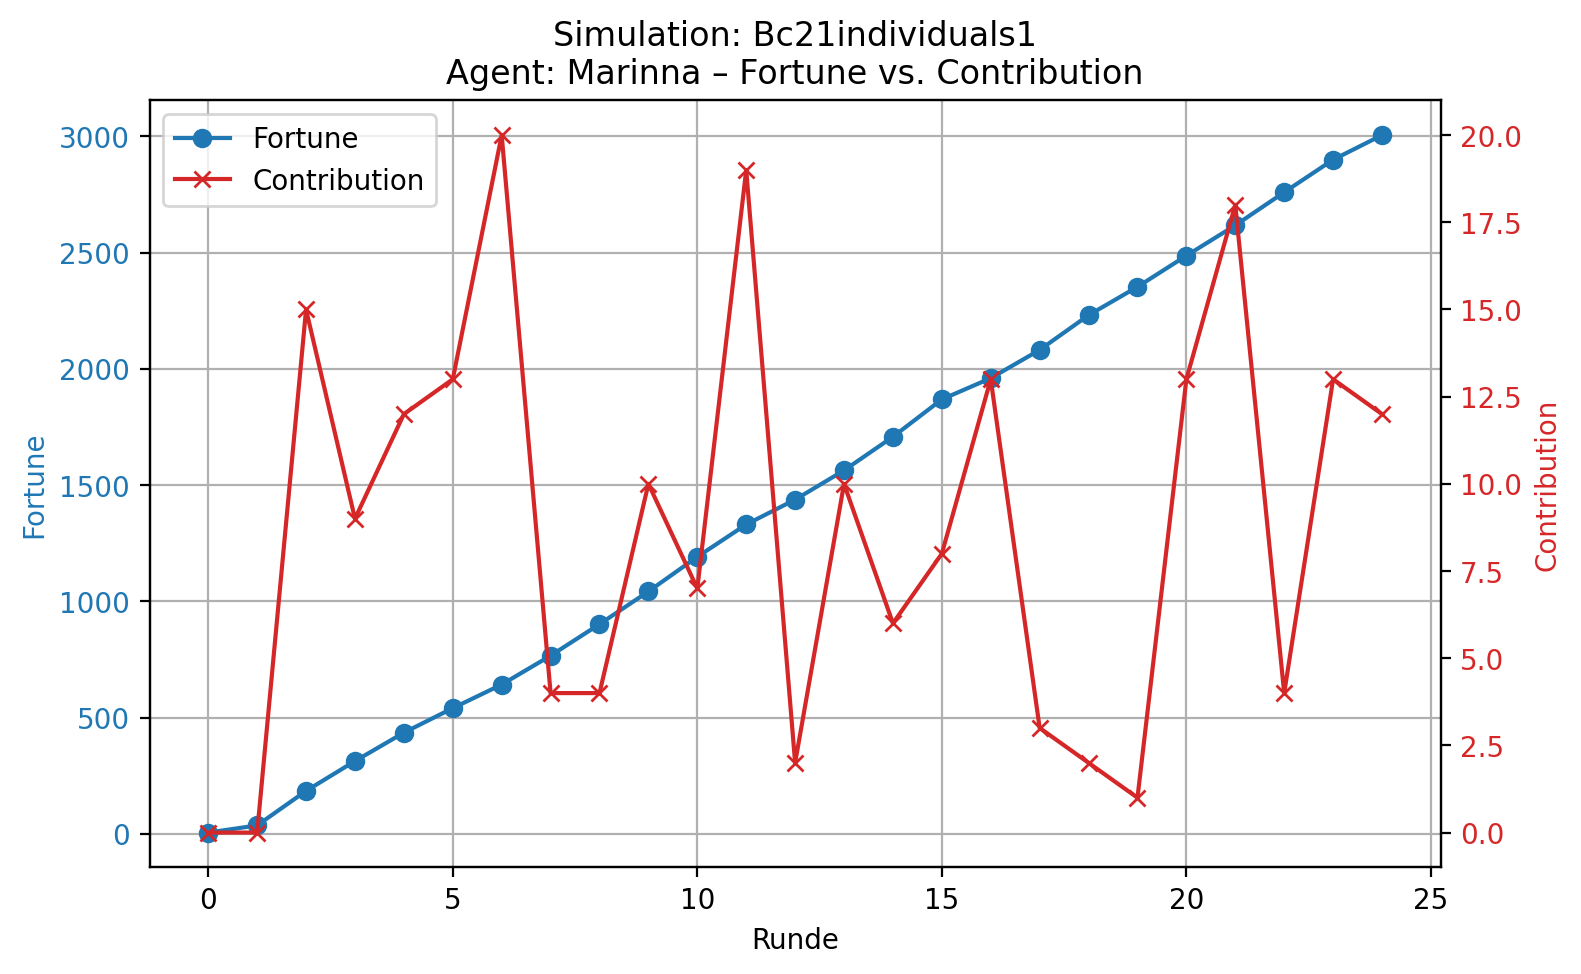 Simulation: Bc21individuals1
Agent: Marinna – Fortune vs. Contribution
Fortune
Contribution
3000
2500
2000
1500
1000
500
0
Fortune
20.0
17.5
15.0
12.5
10.0
7.5
5.0
2.5
0.0
Contribution
0 5 10 15 20 25
Runde